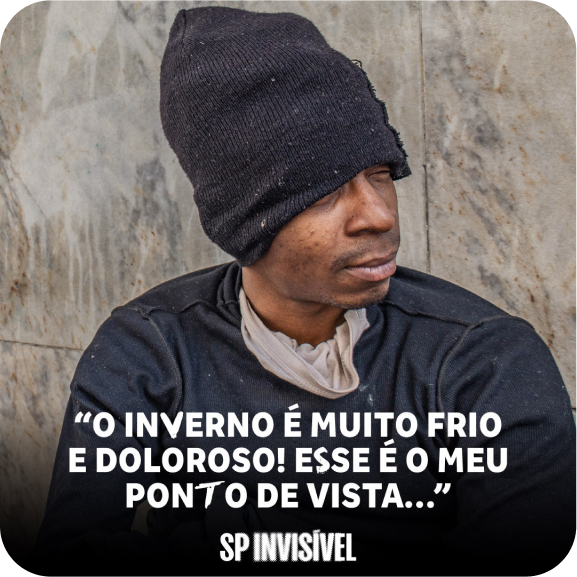 “O INVERNO É MUITO FRIO
E DOLOROSO! ESSE É O MEU
PONTO DE VISTA...”
SP INVISÍVEL